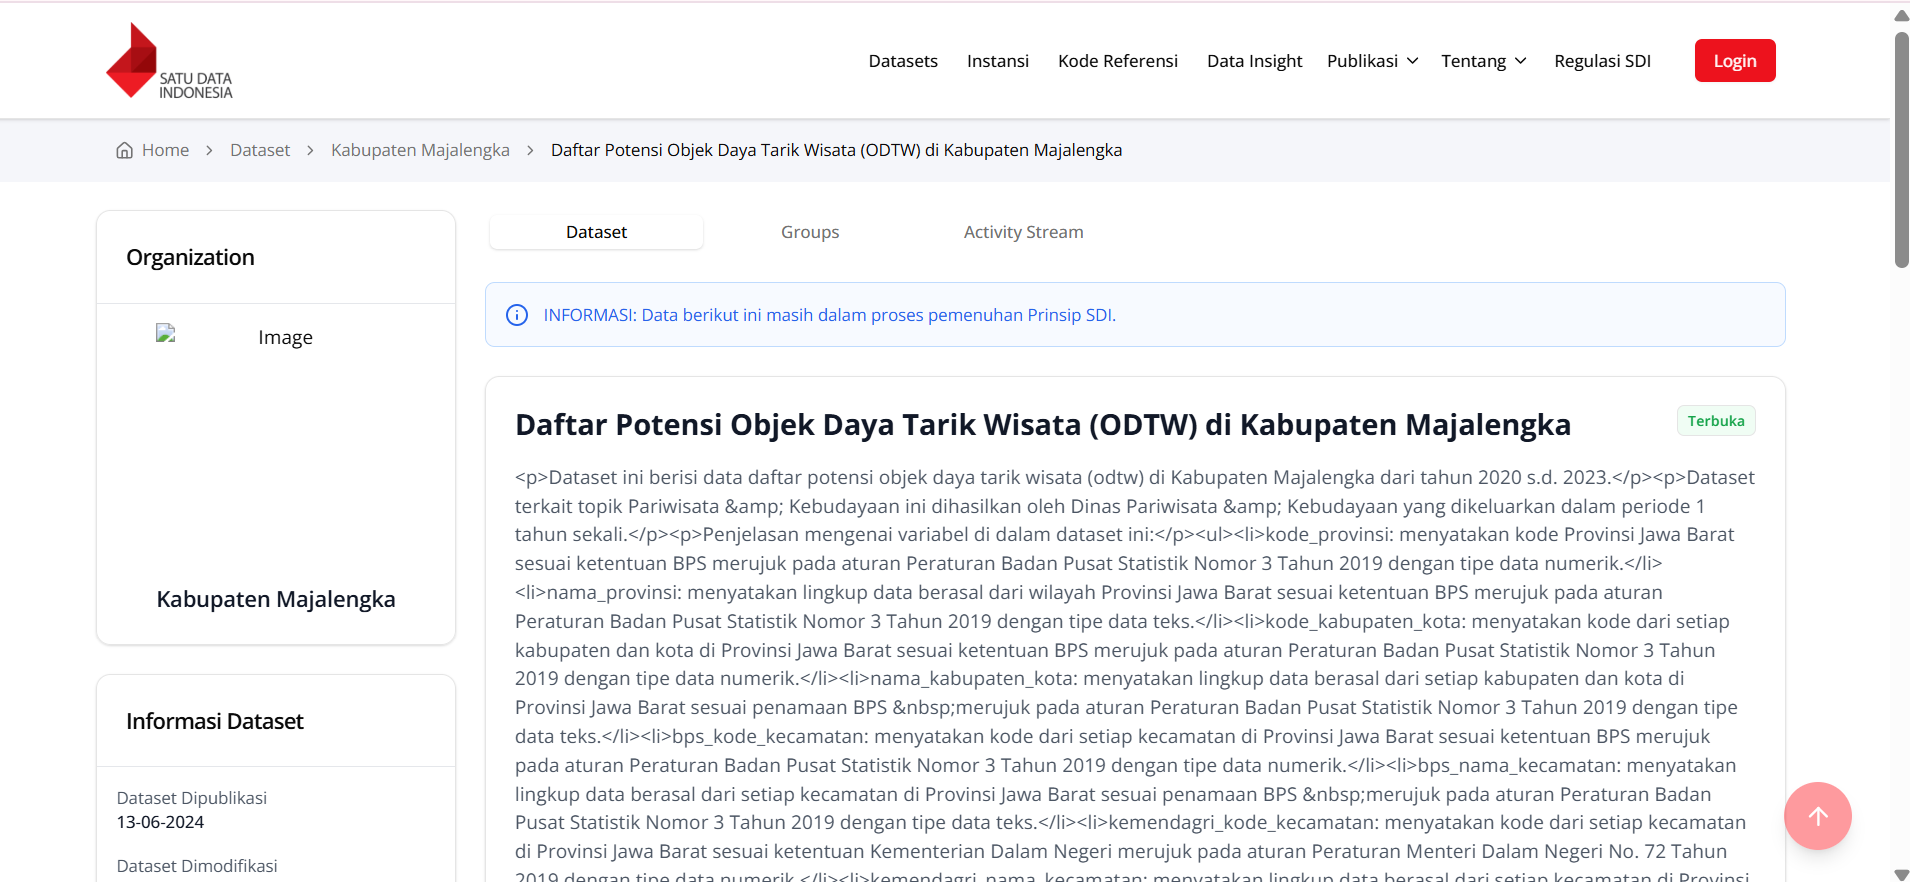 SATU DATA
INDONESIA
Datasets Instansi Kode Referensi Data Insight Publikasi Tentang Regulasi SDI Login
Home > Dataset > Kabupaten Majalengka > Daftar Potensi Objek Daya Tarik Wisata (ODTW) di Kabupaten Majalengka
Organization
Image
Kabupaten Majalengka
Informasi Dataset
Dataset Dipublikasi
13-06-2024
Dataset Dimodifikasi
Dataset Groups Activity Stream
INFORMASI: Data berikut ini masih dalam proses pemenuhan Prinsip SDI.
Daftar Potensi Objek Daya Tarik Wisata (ODTW) di Kabupaten Majalengka
Terbuka
<p>Dataset ini berisi data daftar potensi objek daya tarik wisata (odtw) di Kabupaten Majalengka dari tahun 2020 s.d. 2023.</p><p>Dataset
terkait topik Pariwisata &amp; Kebudayaan ini dihasilkan oleh Dinas Pariwisata &amp; Kebudayaan yang dikeluarkan dalam periode 1
tahun sekali.</p><p>Penjelasan mengenai variabel di dalam dataset ini:</p><ul><li>kode_provinsi: menyatakan kode Provinsi Jawa Barat
sesuai ketentuan BPS merujuk pada aturan Peraturan Badan Pusat Statistik Nomor 3 Tahun 2019 dengan tipe data numerik.</li>
<li>nama_provinsi: menyatakan lingkup data berasal dari wilayah Provinsi Jawa Barat sesuai ketentuan BPS merujuk pada aturan
Peraturan Badan Pusat Statistik Nomor 3 Tahun 2019 dengan tipe data teks.</li><li>kode_kabupaten_kota: menyatakan kode dari setiap
kabupaten dan kota di Provinsi Jawa Barat sesuai ketentuan BPS merujuk pada aturan Peraturan Badan Pusat Statistik Nomor 3 Tahun
2019 dengan tipe data numerik.</li><li>nama_kabupaten_kota: menyatakan lingkup data berasal dari setiap kabupaten dan kota di
Provinsi Jawa Barat sesuai penamaan BPS &nbsp;merujuk pada aturan Peraturan Badan Pusat Statistik Nomor 3 Tahun 2019 dengan tipe
data teks.</li><li>bps_kode_kecamatan: menyatakan kode dari setiap kecamatan di Provinsi Jawa Barat sesuai ketentuan BPS merujuk
pada aturan Peraturan Badan Pusat Statistik Nomor 3 Tahun 2019 dengan tipe data numerik.</li><li>bps_nama_kecamatan: menyatakan
lingkup data berasal dari setiap kecamatan di Provinsi Jawa Barat sesuai penamaan BPS &nbsp;merujuk pada aturan Peraturan Badan
Pusat Statistik Nomor 3 Tahun 2019 dengan tipe data teks.</li><li>kemendagri_kode_kecamatan: menyatakan kode dari setiap kecamatan
di Provinsi Jawa Barat sesuai ketentuan Kementerian Dalam Negeri merujuk pada aturan Peraturan Menteri Dalam Negeri No. 72 Tahun
2019 dengan tipe data numerik.</li><li>kemendagri_nama_kecamatan: menyatakan lingkup data berasal dari setiap kecamatan di Provinsi